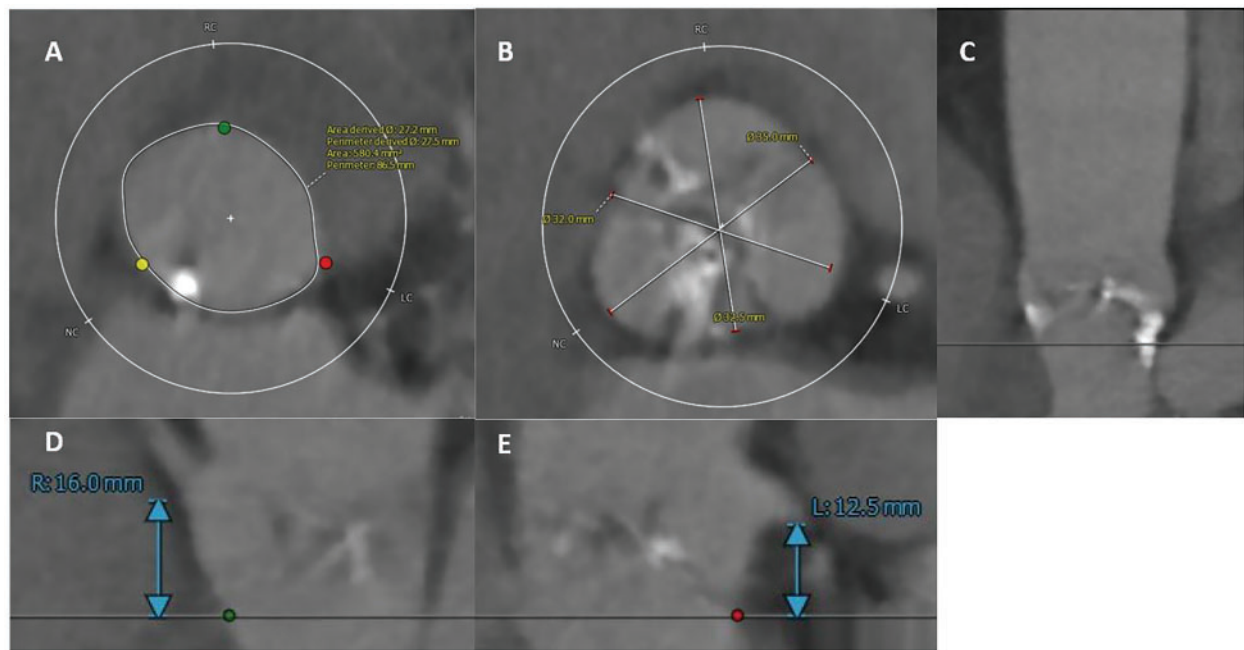 A
RC
Area derived Ø: 27.2 mm
Perimeter derived Ø: 27.5 mm
Area: 580.4 mm²
Perimeter: 86.5 mm
LC
NC
B
RC
Ø 35.0 mm
Ø 32.0 mm
Ø 32.5 mm
LC
NC
C
D
R: 16.0 mm
E
L: 12.5 mm